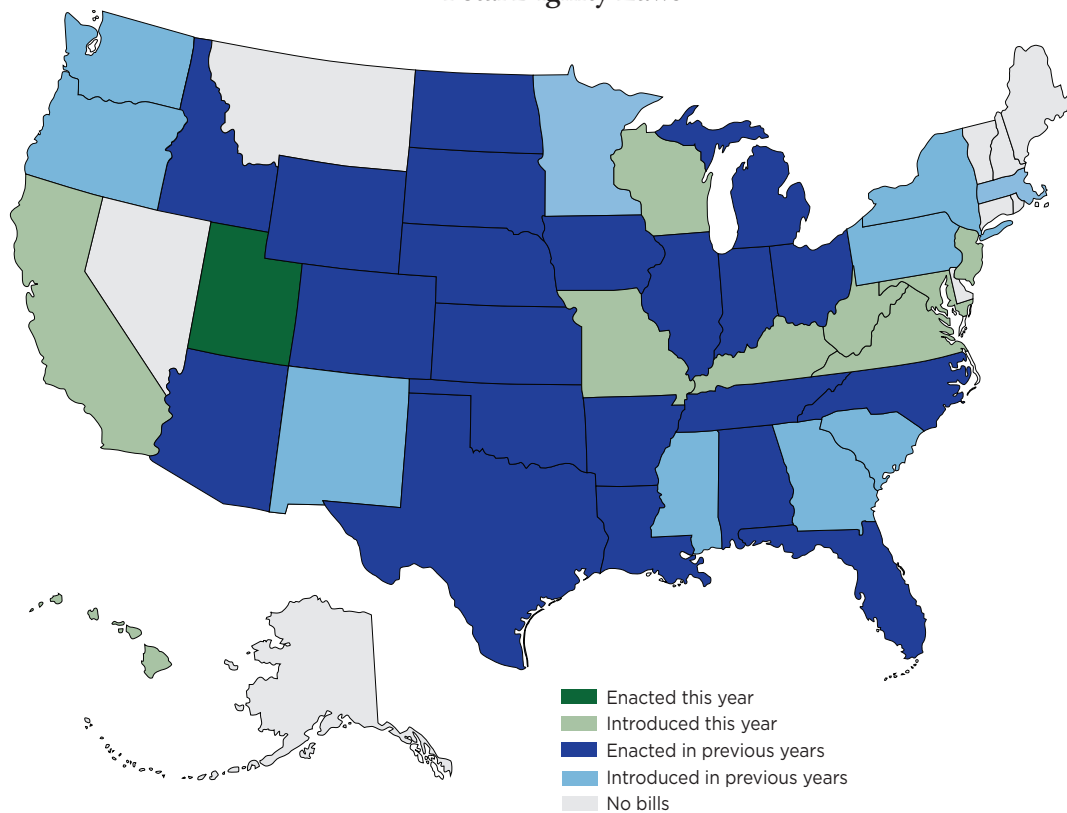 Enacted this year
Introduced this year
Enacted in previous years
Introduced in previous years
No bills